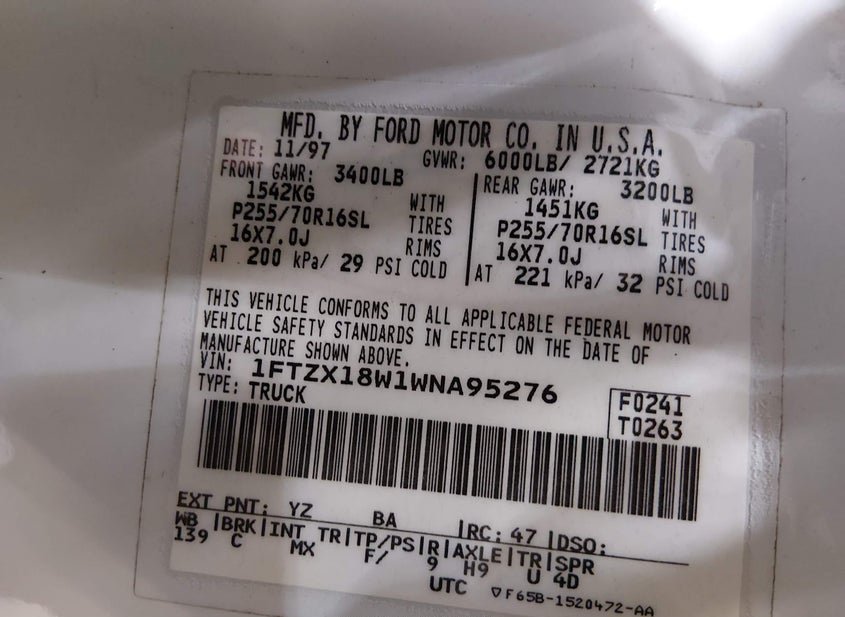 MFD. BY FORD MOTOR CO. IN U.S.A.
DATE: 11/97 GVWR: 6000LB/ 2721KG
FRONT GAWR: 3400LB REAR GAWR: 3200LB
1542KG WITH 1451KG WITH
P255/70R16SL TIRES P255/70R16SL TIRES
16X7.0J RIMS 16X7.0J RIMS
AT 200 kPa/ 29 PSI COLD AT 221 kPa/ 32 PSI COLD
THIS VEHICLE CONFORMS TO ALL APPLICABLE FEDERAL MOTOR
VEHICLE SAFETY STANDARDS IN EFFECT ON THE DATE OF
MANUFACTURE SHOWN ABOVE.
VIN: 1FTZX18W1WNA95276
TYPE: TRUCK
F0241
T0263
EXT PNT: YZ BA |RC: 47 |DSO:
WB |BRK|INT TR|TP/PS|R|AXLE|TR|SPR
139 C MX F/ 9 H9 U 4D
UTC ▽F65B-1520472-AA